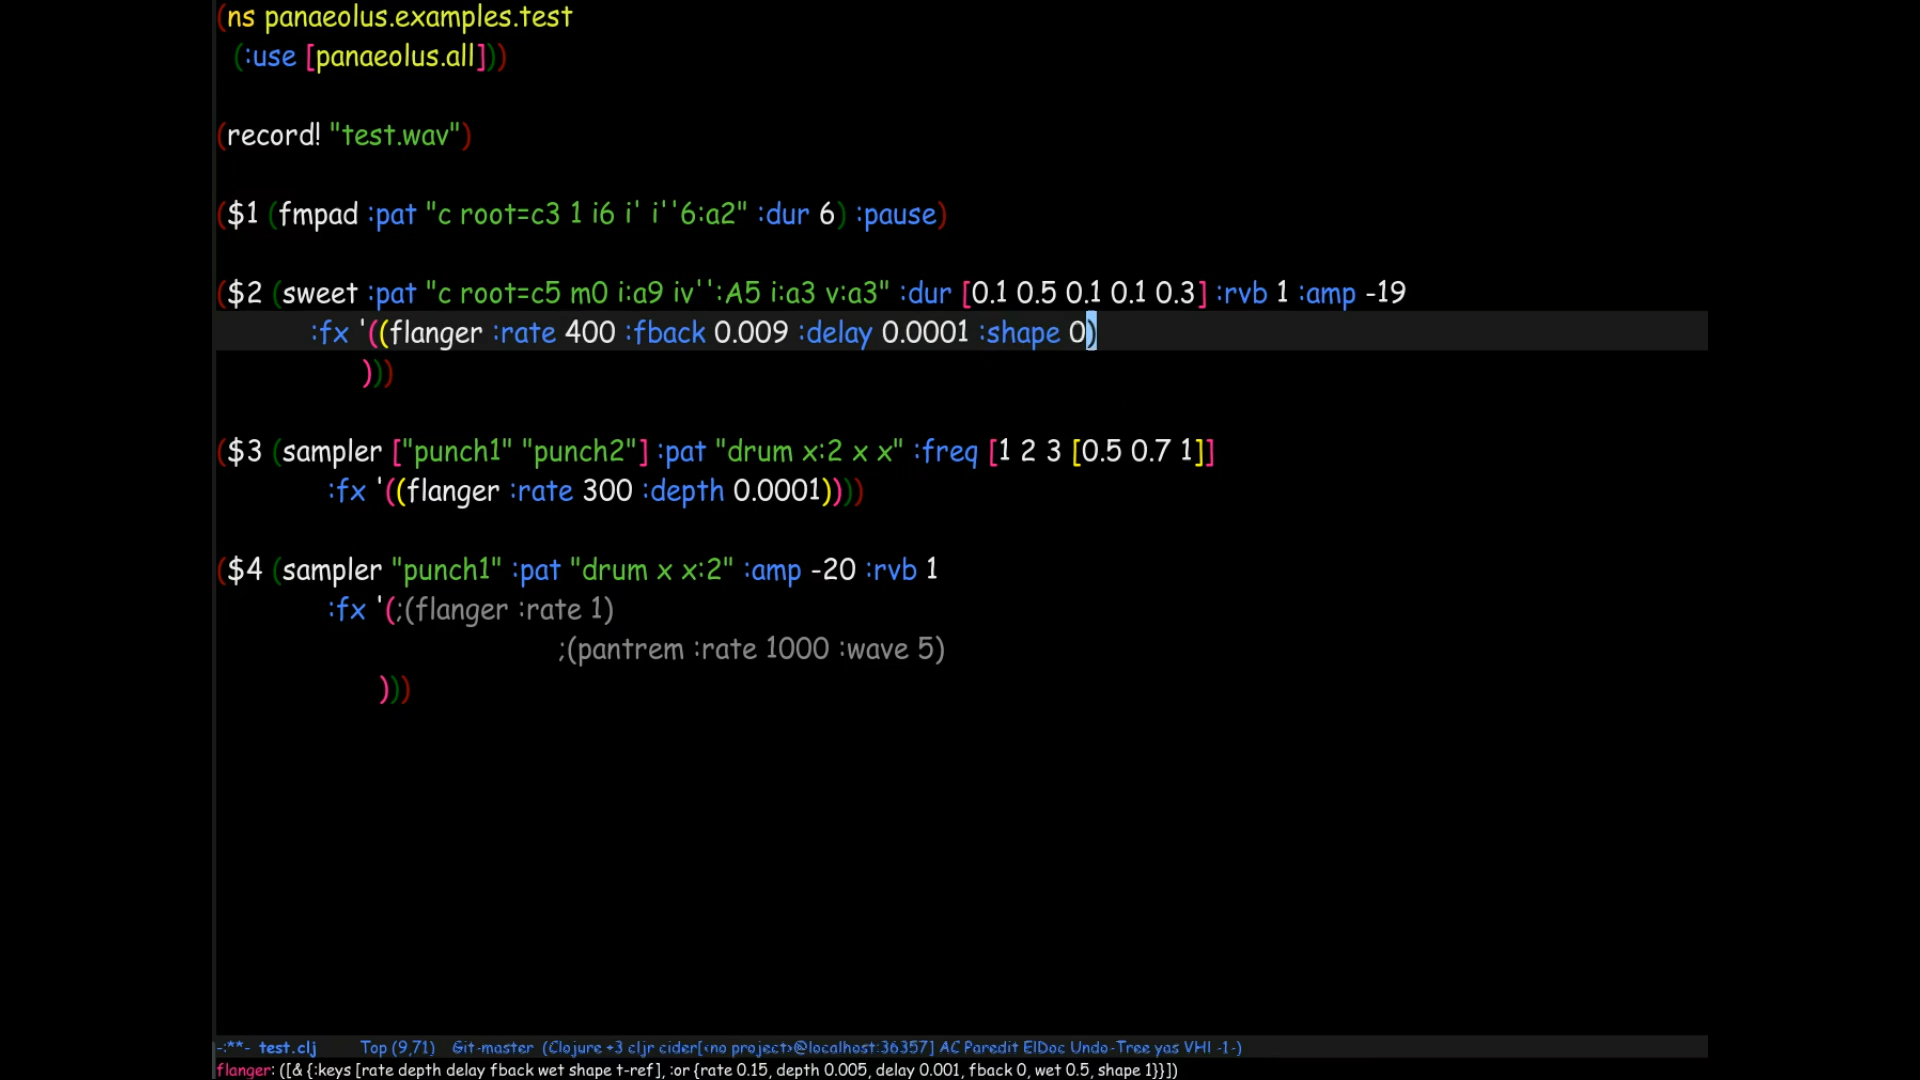 (ns panaeolus.examples.test
(:use [panaeolus.all]))
(record! "test.wav")
($1 (fmpad :pat "c root=c3 1 i6 i' i''6:a2" :dur 6) :pause)
($2 (sweet :pat "c root=c5 m0 i:a9 iv'':A5 i:a3 v:a3" :dur [0.1 0.5 0.1 0.1 0.3] :rvb 1 :amp -19
:fx '((flanger :rate 400 :fback 0.009 :delay 0.0001 :shape 0)
)))
($3 (sampler ["punch1" "punch2"] :pat "drum x:2 x x" :freq [1 2 3 [0.5 0.7 1]]
:fx '((flanger :rate 300 :depth 0.0001))))
($4 (sampler "punch1" :pat "drum x x:2" :amp -20 :rvb 1
:fx '(;(flanger :rate 1)
;(pantrem :rate 1000 :wave 5)
)))
-:**- test.clj Top (9,71) Git-master (Clojure +3 cljr cider[<no project>@localhost:36357] AC Paredit ElDoc Undo-Tree yas VHI -1-)
flanger: ([& {:keys [rate depth delay fback wet shape t-ref], :or {rate 0.15, depth 0.005, delay 0.001, fback 0, wet 0.5, shape 1}}])